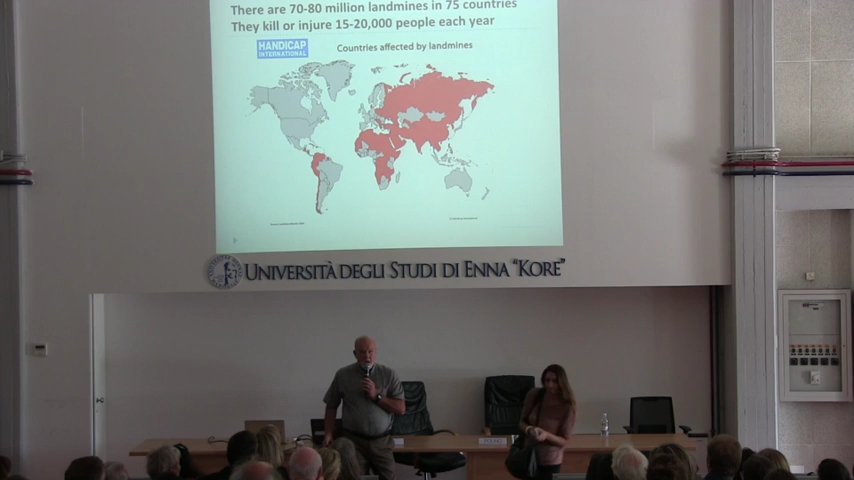 There are 70-80 million landmines in 75 countries
They kill or injure 15-20,000 people each year
HANDICAP
INTERNATIONAL
Countries affected by landmines
UNIVERSITÀ DEGLI STUDI DI ENNA "KORE"